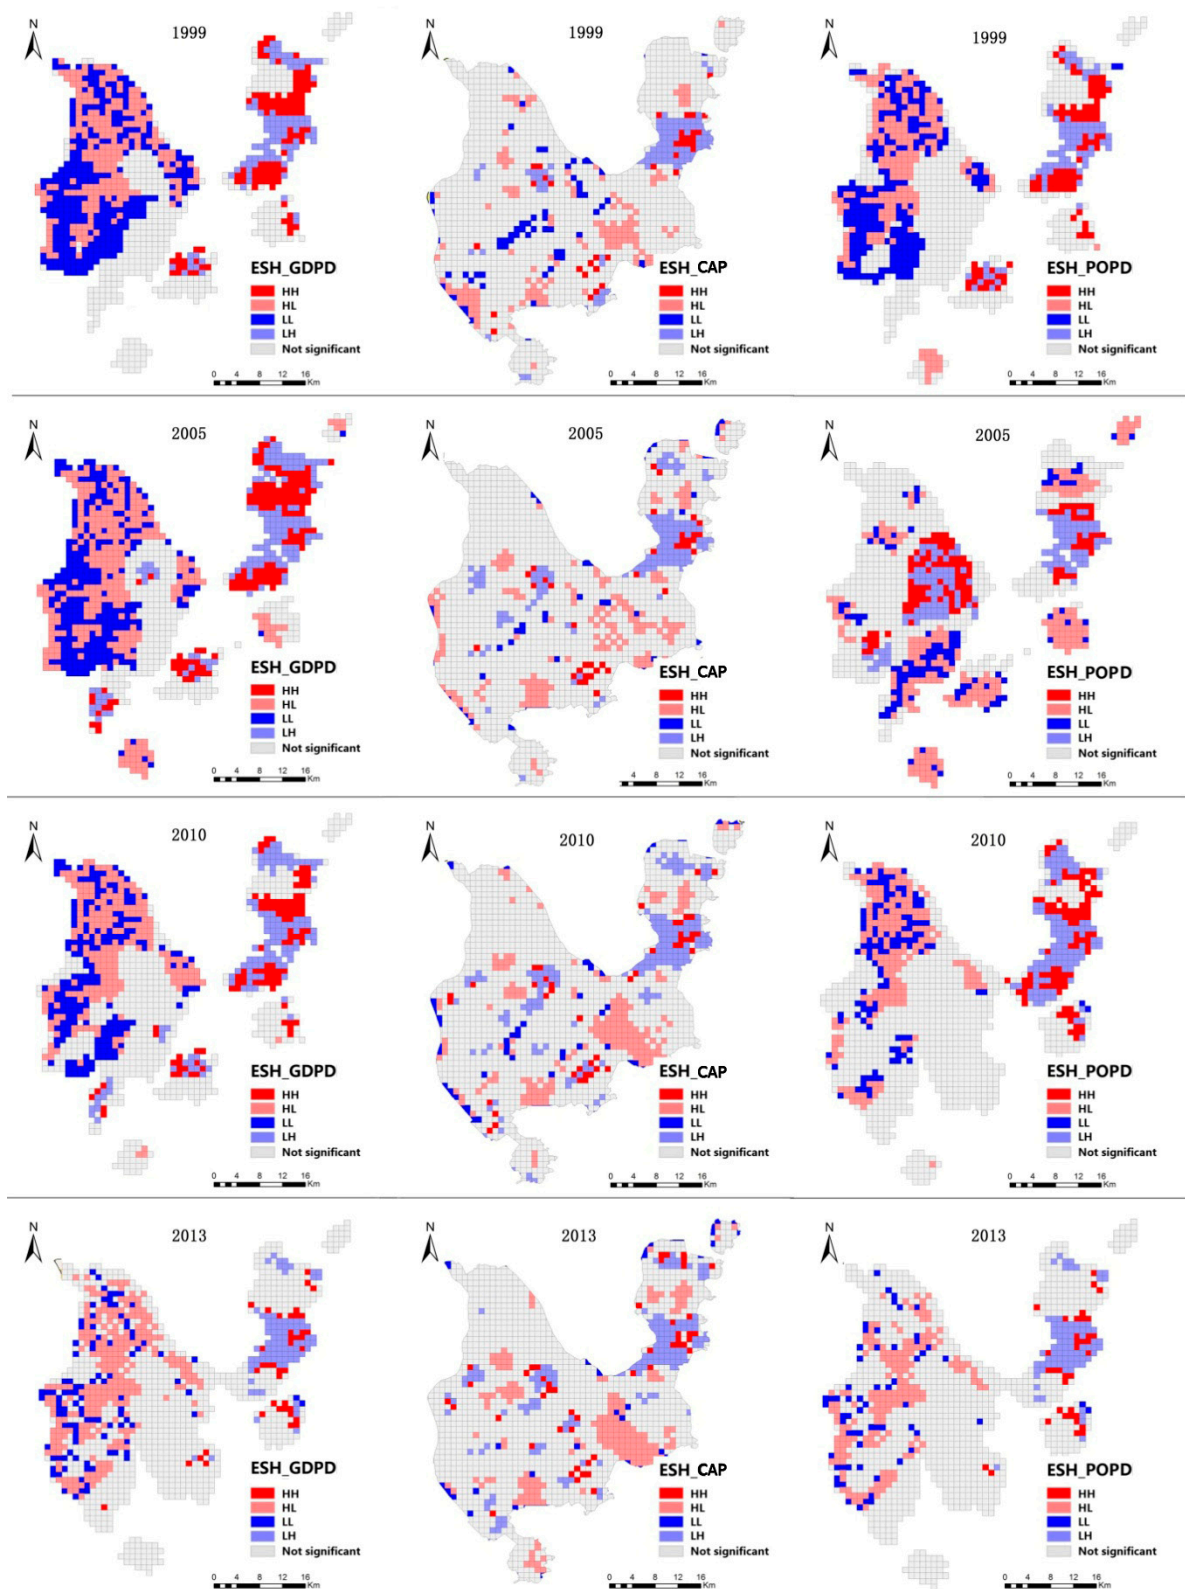 N
1999
ESH_GDPD
HH
HL
LL
LH
Not significant
0 4 8 12 16
Km
N
1999
ESH_CAP
HH
HL
LL
LH
Not significant
0 4 8 12 16
Km
N
1999
ESH_POPD
HH
HL
LL
LH
Not significant
0 4 8 12 16
Km
N
2005
ESH_GDPD
HH
HL
LL
LH
Not significant
0 4 8 12 16
Km
N
2005
ESH_CAP
HH
HL
LL
LH
Not significant
4 8 12 16
Km
N
2005
ESH_POPD
HH
HL
LL
LH
Not significant
0 4 8 12 16
Km
N
2010
ESH_GDPD
HH
HL
LL
LH
Not significant
0 4 8 12 16
Km
N
2010
ESH_CAP
HH
HL
LL
LH
Not significant
0 4 8 12 16
Km
N
2010
ESH_POPD
HH
HL
LL
LH
Not significant
0 4 8 12 16
Km
N
2013
ESH_GDPD
HH
HL
LL
LH
Not significant
0 4 8 12 16
Km
N
2013
ESH_CAP
HH
HL
LL
LH
Not significant
0 4 8 12 16
Km
N
2013
ESH_POPD
HH
HL
LL
LH
Not significant
0 4 8 12 16
Km